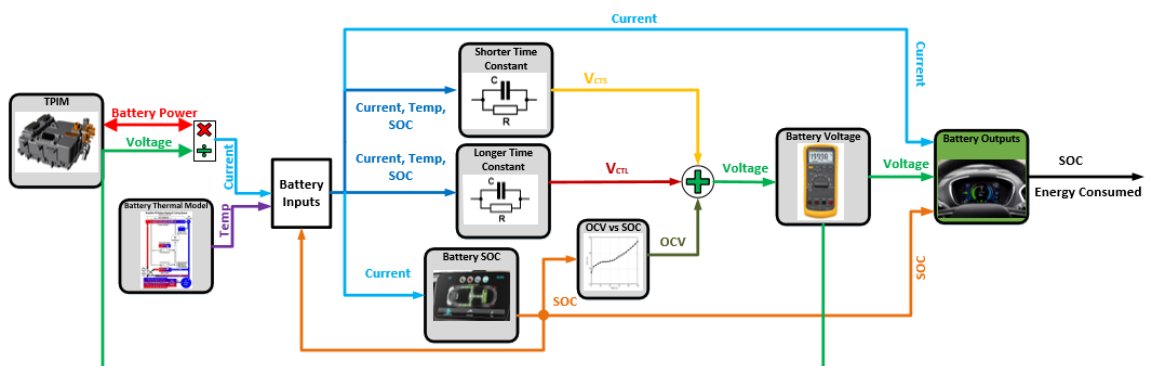 Current
Shorter Time
Constant
C
R
VCTS
Current
TPIM
Battery Power
Voltage
Current
Current, Temp,
SOC
Current, Temp,
SOC
Longer Time
Constant
C
R
VCTL
Voltage
Battery Voltage
Voltage
Battery Outputs
SOC
Energy Consumed
Battery
Inputs
Battery Thermal Model
Temp
OCV vs SOC
OCV
Battery SOC
Current
SOC
SOC